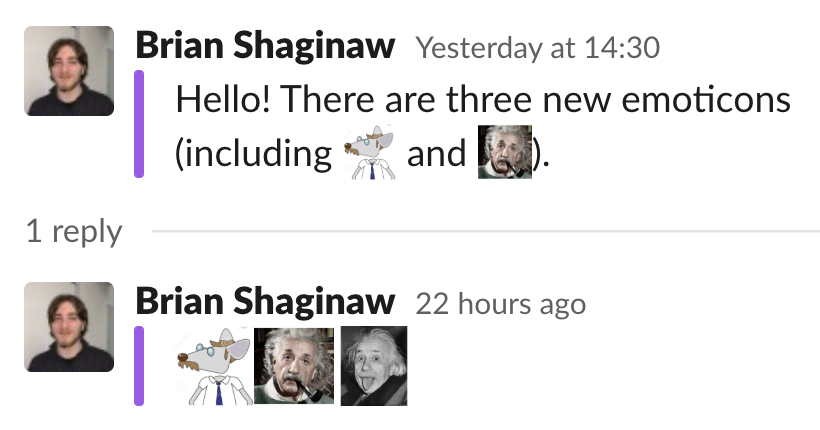 Brian Shaginaw Yesterday at 14:30
Hello! There are three new emoticons
(including and ).
1 reply
Brian Shaginaw 22 hours ago